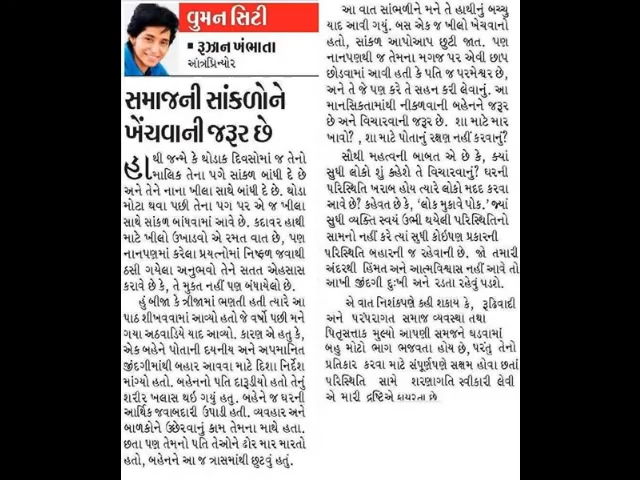 વુમન સિટી
▪ રૂઝાન ખંભાતા
આંત્રપ્રિન્યોર
સમાજની સાંકળોને
ખેંચવાની જરૂર છે
હાથી જન્મે કે થોડાક દિવસોમાં જ તેનો
માલિક તેના પગે સાંકળ બાંધી દે છે
અને તેને નાના ખીલા સાથે બાંધી દે છે. થોડા
મોટા થવા પછી તેના પગ પર એ જ ખીલા
સાથે સાંકળ બાંધવામાં આવે છે. કદાવર હાથી
માટે ખીલો ઉખાડવો એ રમત વાત છે, પણ
નાનપણમાં કરેલા પ્રયત્નોમાં નિષ્ફળ જવાથી
ઠસી ગયેલા અનુભવો તેને સતત એહસાસ
કરાવે છે કે, તે મુકત નહીં પણ બંધાયેલો છે.
હું બીજા કે ત્રીજામાં ભણતી હતી ત્યારે આ
પાઠ શીખવવામાં આવ્યો હતો જે વર્ષો પછી મને
ગયા અઠવાડિયે યાદ આવ્યો. કારણ એ હતુ કે,
એક બહેને પોતાની દયનીય અને અપમાનિત
જીંદગીમાંથી બહાર આવવા માટે દિશા નિર્દેશ
માંગ્યો હતો. બહેનનો પતિ દારૂડીયો હતો તેનું
શરીર ખલાસ થઇ ગયું હતુ. બહેને જ ઘરની
આર્થિક જવાબદારી ઉપાડી હતી. વ્યવહાર અને
બાળકોને ઉછેરવાનું કામ તેમના માથે હતા.
છતા પણ તેમનો પતિ તેઓને ઢોર માર મારતો
હતો, બહેનને આ જ ત્રાસમાંથી છુટવું હતું.
આ વાત સાંભળીને મને તે હાથીનું બચ્ચુ
યાદ આવી ગયું. બસ એક જ ખીલો ખેંચવાનો
હતો, સાંકળ આપોઆપ છુટી જાત. પણ
નાનપણથી જ તેમના મગજ પર એવી છાપ
છોડવામાં આવી હતી કે પતિ જ પરમેશ્વર છે,
અને તે જે પણ કરે તે સહન કરી લેવાનું. આ
માનસિકતામાંથી નીકળવાની બહેનને જરૂર
છે અને વિચારવાની જરૂર છે. શા માટે માર
ખાવો? , શા માટે પોતાનું રક્ષણ નહીં કરવાનું?
સૌથી મહત્વની બાબત એ છે કે, ક્યાં
સુધી લોકો શું ક્હેશે તે વિચારવાનું? ઘરની
પરિસ્થિતિ ખરાબ હોય ત્યારે લોકો મદદ કરવા
આવે છે? કહેવત છે કે, ‘લોક મુકાવે પોક.’ જ્યાં
સુધી વ્યક્તિ સ્વયં ઉભી થયેલી પરિસ્થિતિનો
સામનો નહીં કરે ત્યાં સુધી કોઇપણ પ્રકારની
પરિસ્થિતિ બહારની જ રહેવાની છે. જો તમારી
અંદરથી હિંમત અને આત્મવિશ્વાસ નહીં આવે તો
આખી જીંદગી દુઃખી અને રડતા રહેવું પડશે.
એ વાત નિશંકપણે કહી શકાય કે, રૂઢિવાદી
અને પરંપરાગત સમાજ વ્યવસ્થા તથા
પિતૃસત્તાક મુલ્યો આપણી સમજને ઘડવામાં
બહુ મોટો ભાગ ભજવતા હોય છે, પરંતુ તેનો
પ્રતિકાર કરવા માટે સંપૂર્ણપણે સક્ષમ હોવા છતાં
પરિસ્થિતિ સામે શરણાગતિ સ્વીકારી લેવી
એ મારી દ્રષ્ટિએ કાયરતા છે